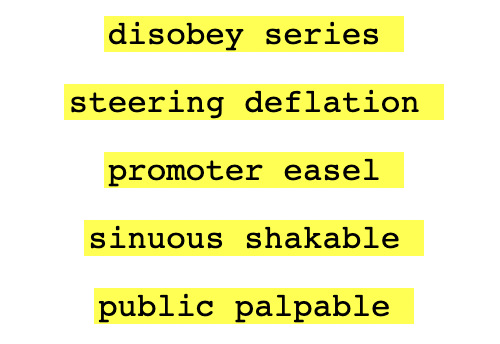 disobey series
steering deflation
promoter easel
sinuous shakable
public palpable